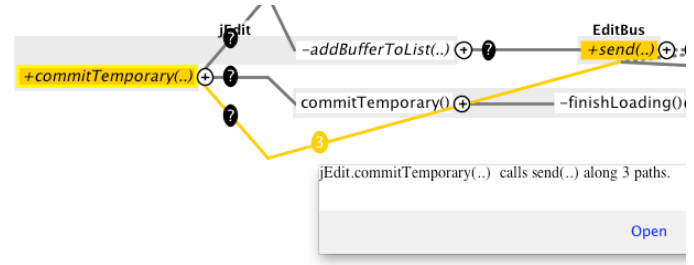 jEdit
EditBus
?
-addBufferToList(..) + ? +send(..) +
+commitTemporary(..) + ?
commitTemporary() + -finishLoading()
?
3
jEdit.commitTemporary(..) calls send(..) along 3 paths.
Open